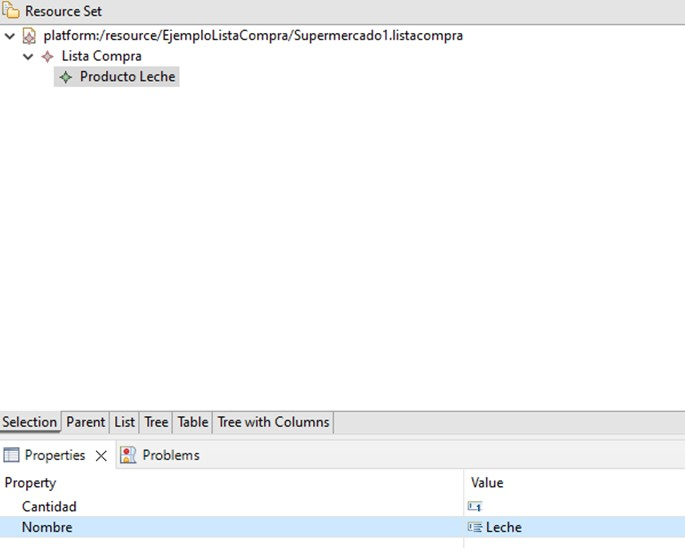 Resource Set
platform:/resource/EjemploListaCompra/Supermercado1.listacompra
Lista Compra
Producto Leche
Selection Parent List Tree Table Tree with Columns
Properties Problems
Property Value
Cantidad
Nombre Leche